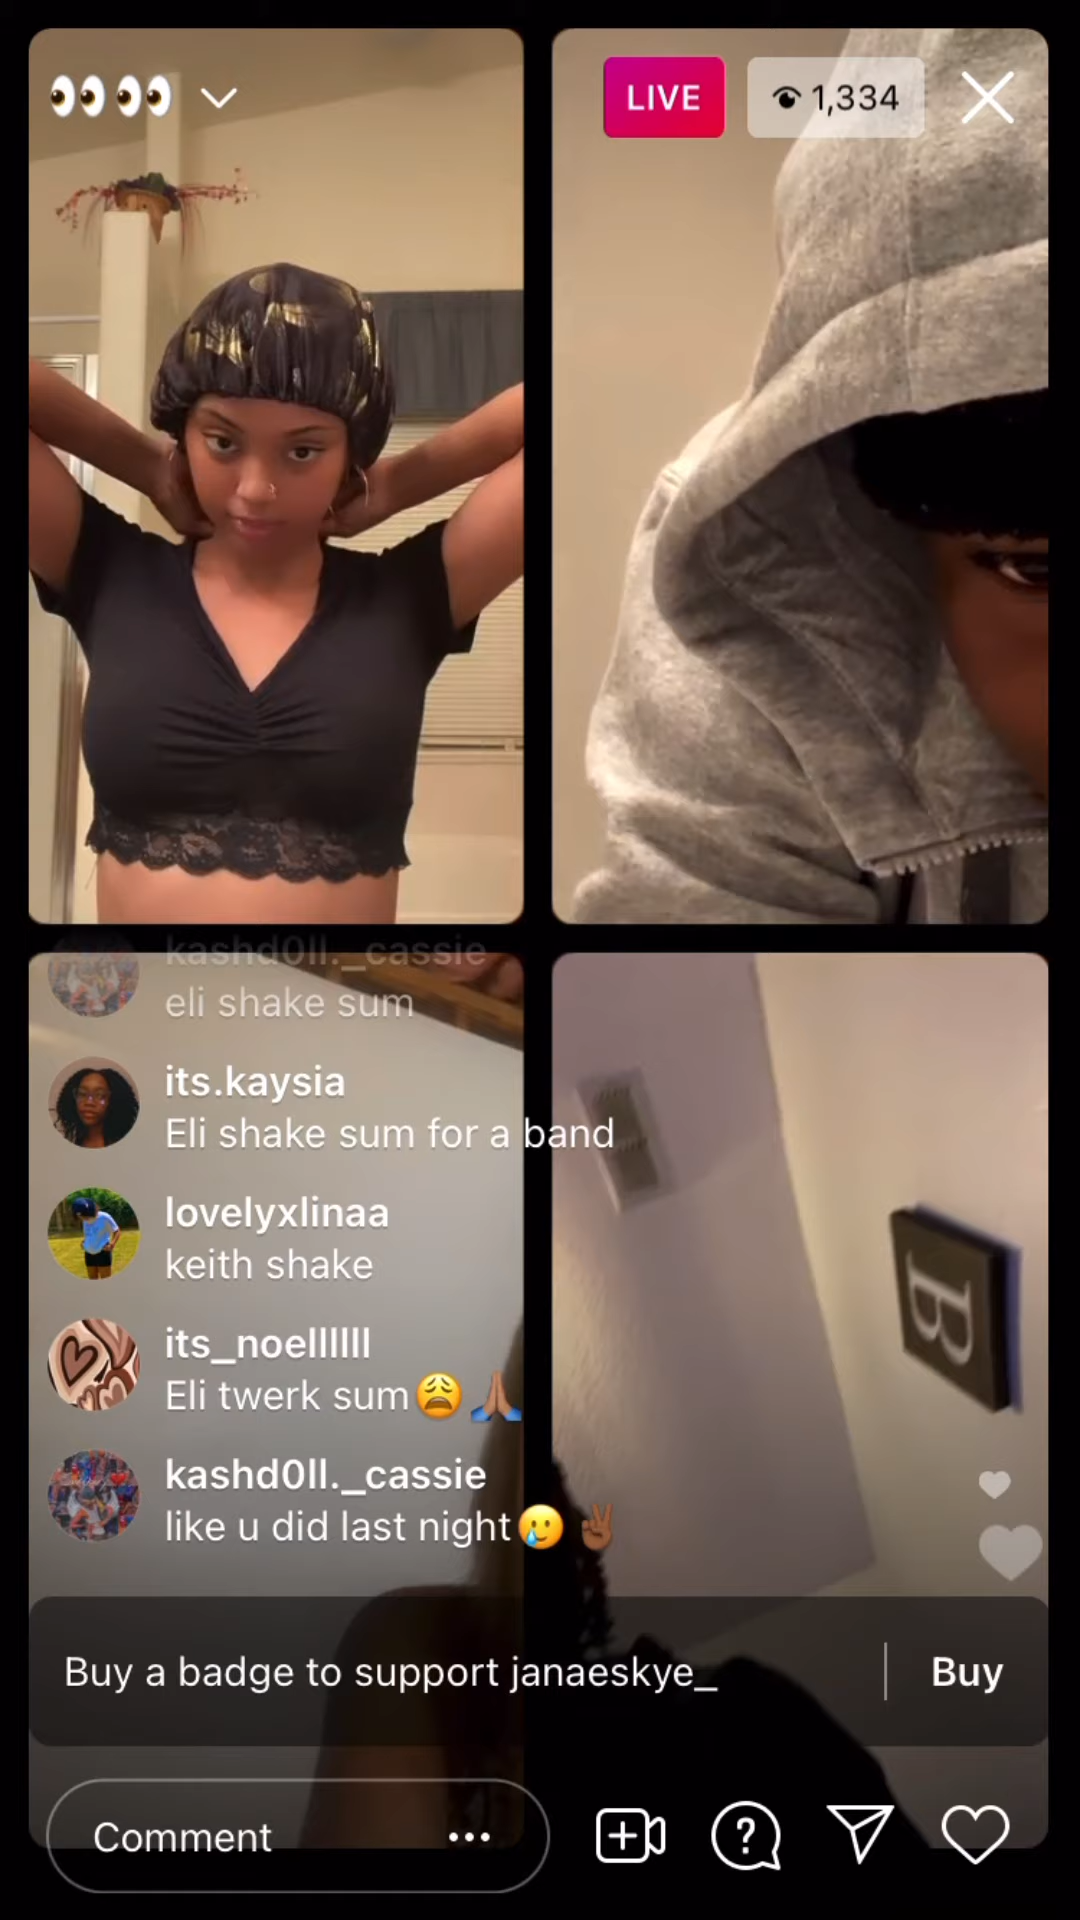 👀👀
LIVE
1,334
kashd0ll._cassie
eli shake sum
its.kaysia
Eli shake sum for a band
lovelyxlinaa
keith shake
its_noellllll
Eli twerk sum😩🙏🏽
kashd0ll._cassie
like u did last night🥲✌🏾
B
Buy a badge to support janaeskye_
Buy
Comment